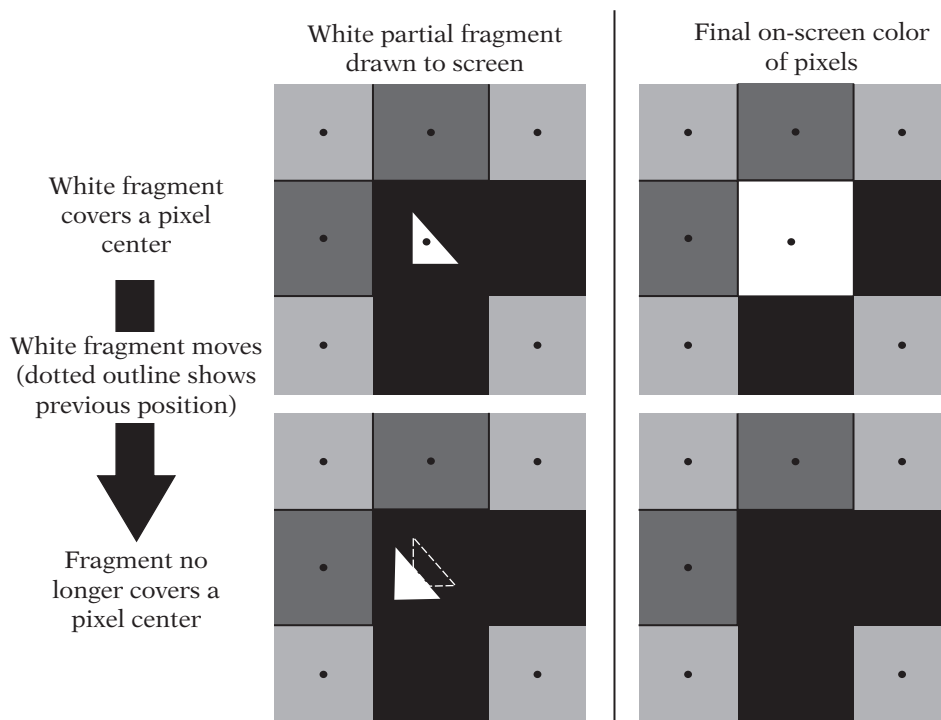 White partial fragment
drawn to screen
Final on-screen color
of pixels
White fragment
covers a pixel
center
White fragment moves
(dotted outline shows
previous position)
Fragment no
longer covers a
pixel center